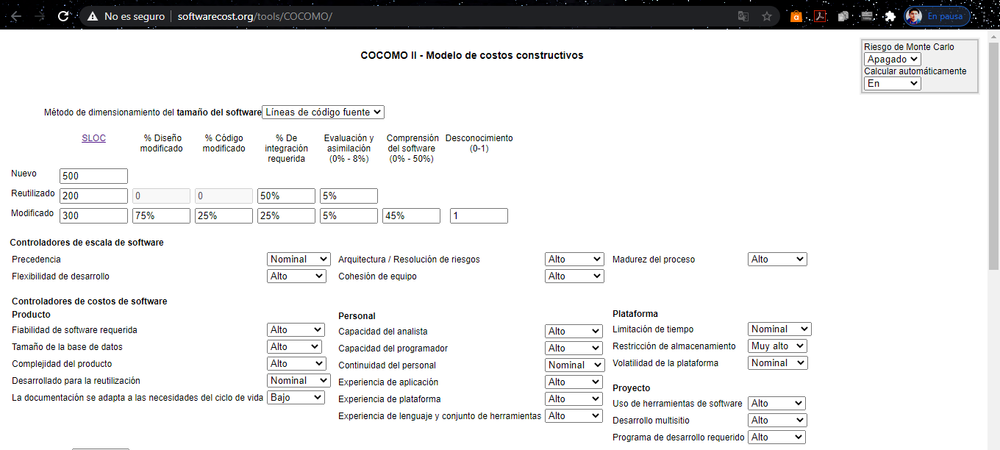 No es seguro softwarecost.org/tools/COCOMO/ En pausa
COCOMO II - Modelo de costos constructivos
Riesgo de Monte Carlo
Apagado
Calcular automáticamente
En
Método de dimensionamiento del tamaño del software Líneas de código fuente
SLOC % Diseño modificado % Código modificado % De integración requerida Evaluación y asimilación (0% - 8%) Comprensión del software (0% - 50%) Desconocimiento (0-1)
Nuevo 500
Reutilizado 200 0 0 50% 5%
Modificado 300 75% 25% 25% 5% 45% 1
Controladores de escala de software
Precedencia Nominal Arquitectura / Resolución de riesgos Alto Madurez del proceso Alto
Flexibilidad de desarrollo Alto Cohesión de equipo Alto
Controladores de costos de software
Producto
Fiabilidad de software requerida Alto
Tamaño de la base de datos Alto
Complejidad del producto Alto
Desarrollado para la reutilización Nominal
La documentación se adapta a las necesidades del ciclo de vida Bajo
Personal
Capacidad del analista Alto
Capacidad del programador Alto
Continuidad del personal Nominal
Experiencia de aplicación Alto
Experiencia de plataforma Alto
Experiencia de lenguaje y conjunto de herramientas Alto
Plataforma
Limitación de tiempo Nominal
Restricción de almacenamiento Muy alto
Volatilidad de la plataforma Nominal
Proyecto
Uso de herramientas de software Alto
Desarrollo multisitio Alto
Programa de desarrollo requerido Alto